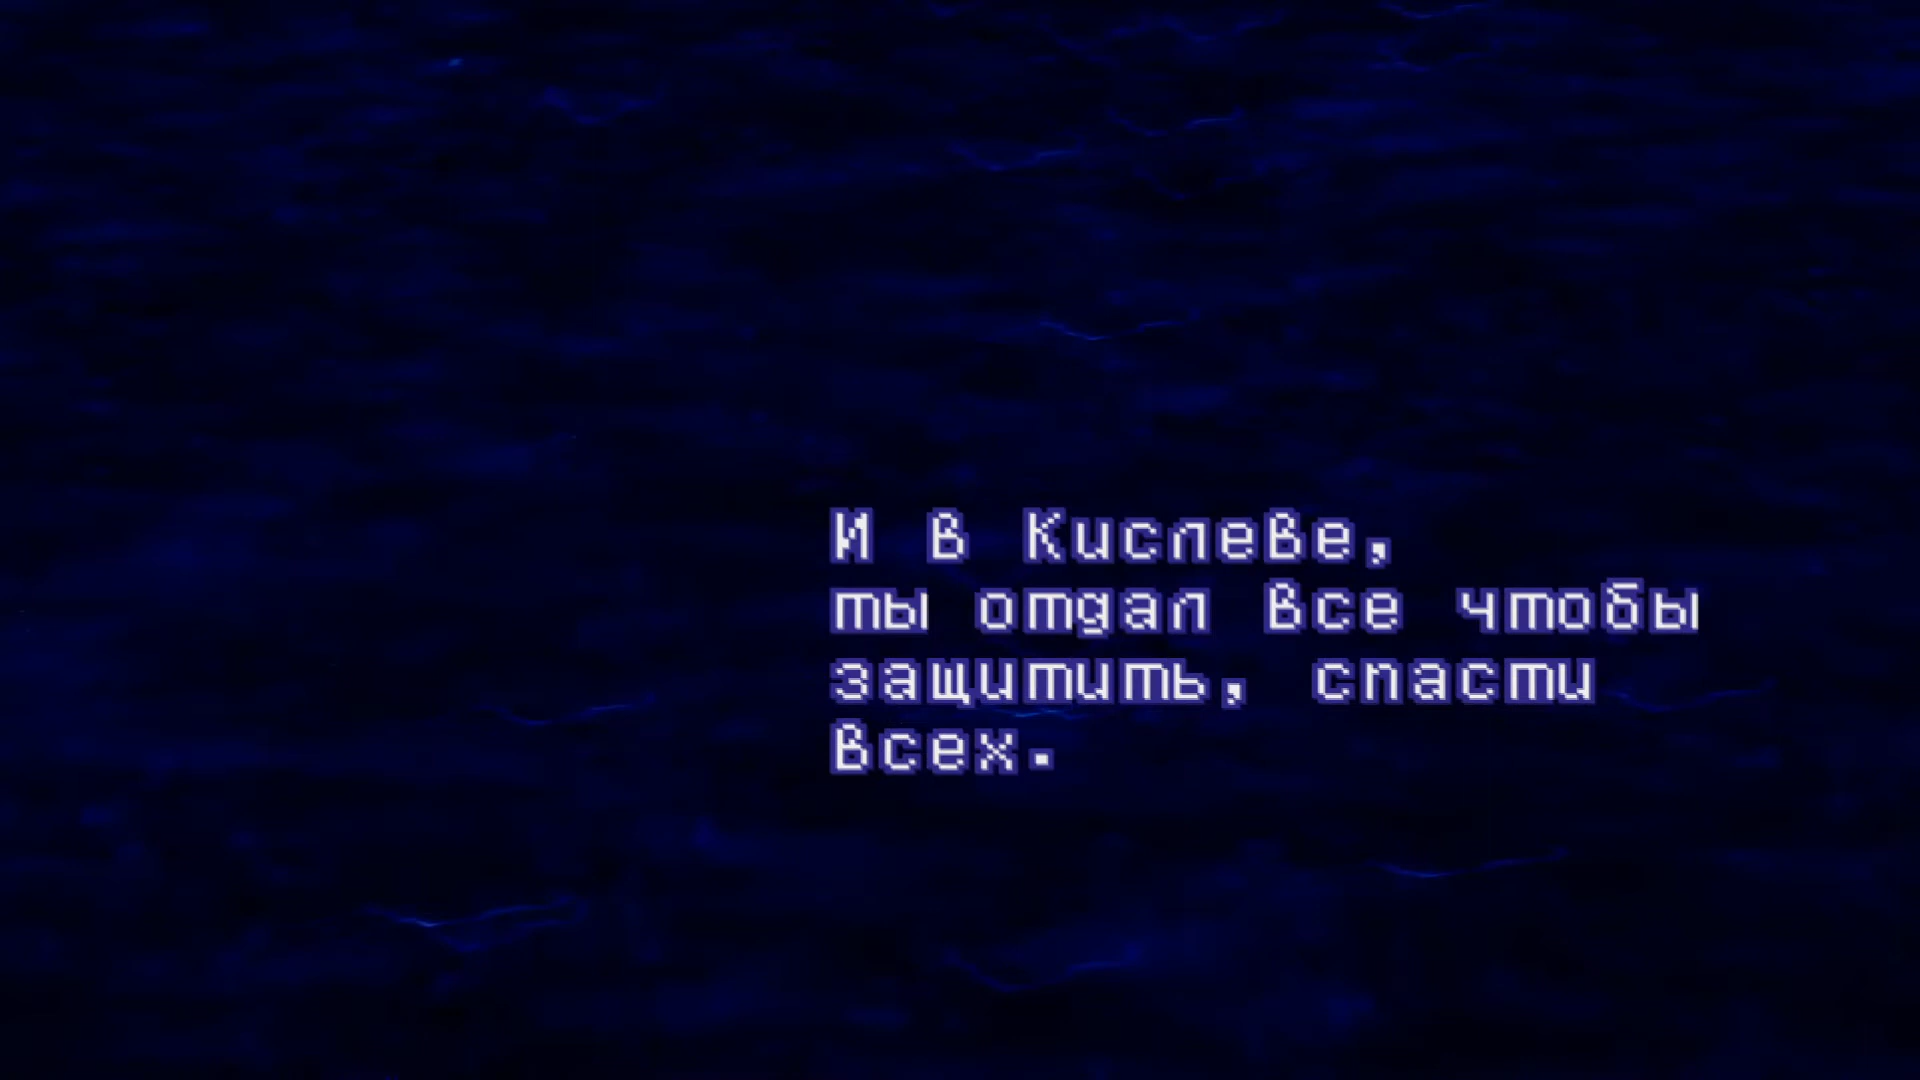 И в Кислеве,
ты отдал все чтобы
защитить, спасти
всех.